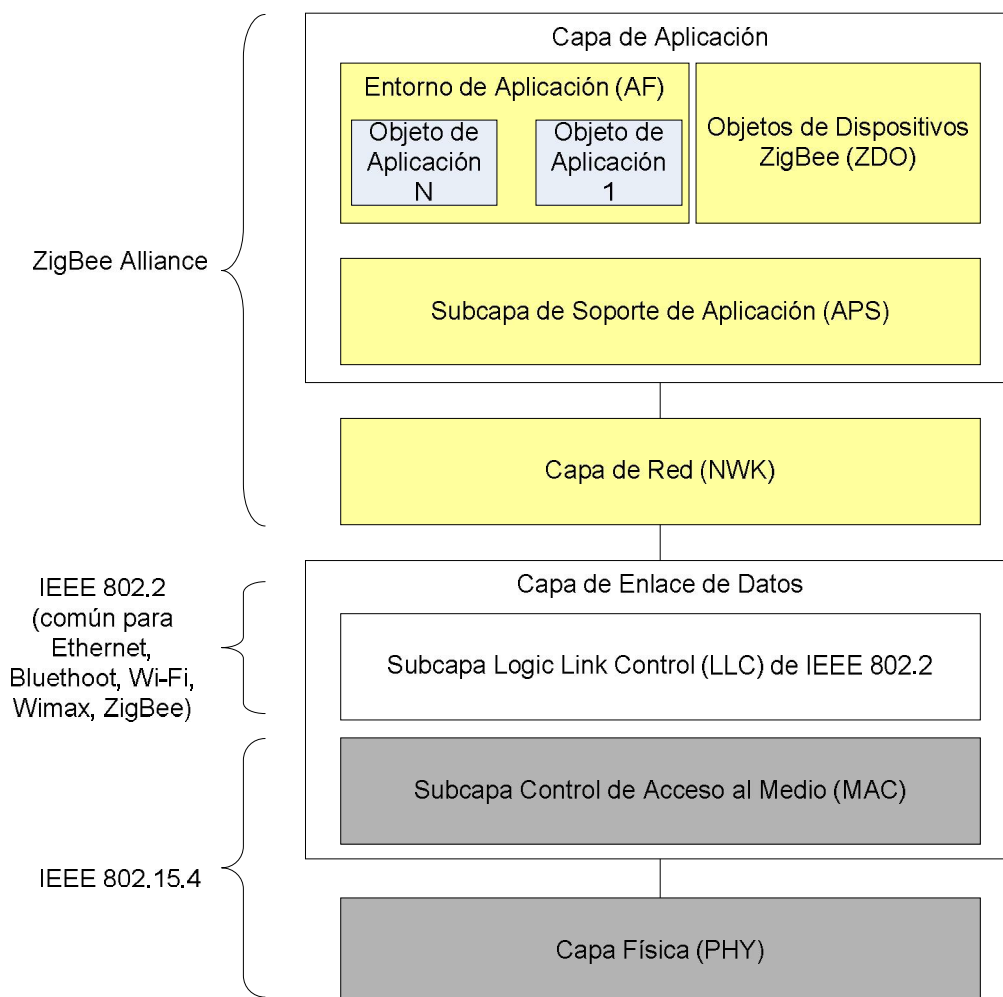 Capa de Aplicación
Entorno de Aplicación (AF)
Objeto de
Aplicación
N
Objeto de
Aplicación
1
Objetos de Dispositivos
ZigBee (ZDO)
ZigBee Alliance
Subcapa de Soporte de Aplicación (APS)
Capa de Red (NWK)
IEEE 802.2
(común para
Ethernet,
Bluethoot, Wi-Fi,
Wimax, ZigBee)
Capa de Enlace de Datos
Subcapa Logic Link Control (LLC) de IEEE 802.2
Subcapa Control de Acceso al Medio (MAC)
IEEE 802.15.4
Capa Física (PHY)